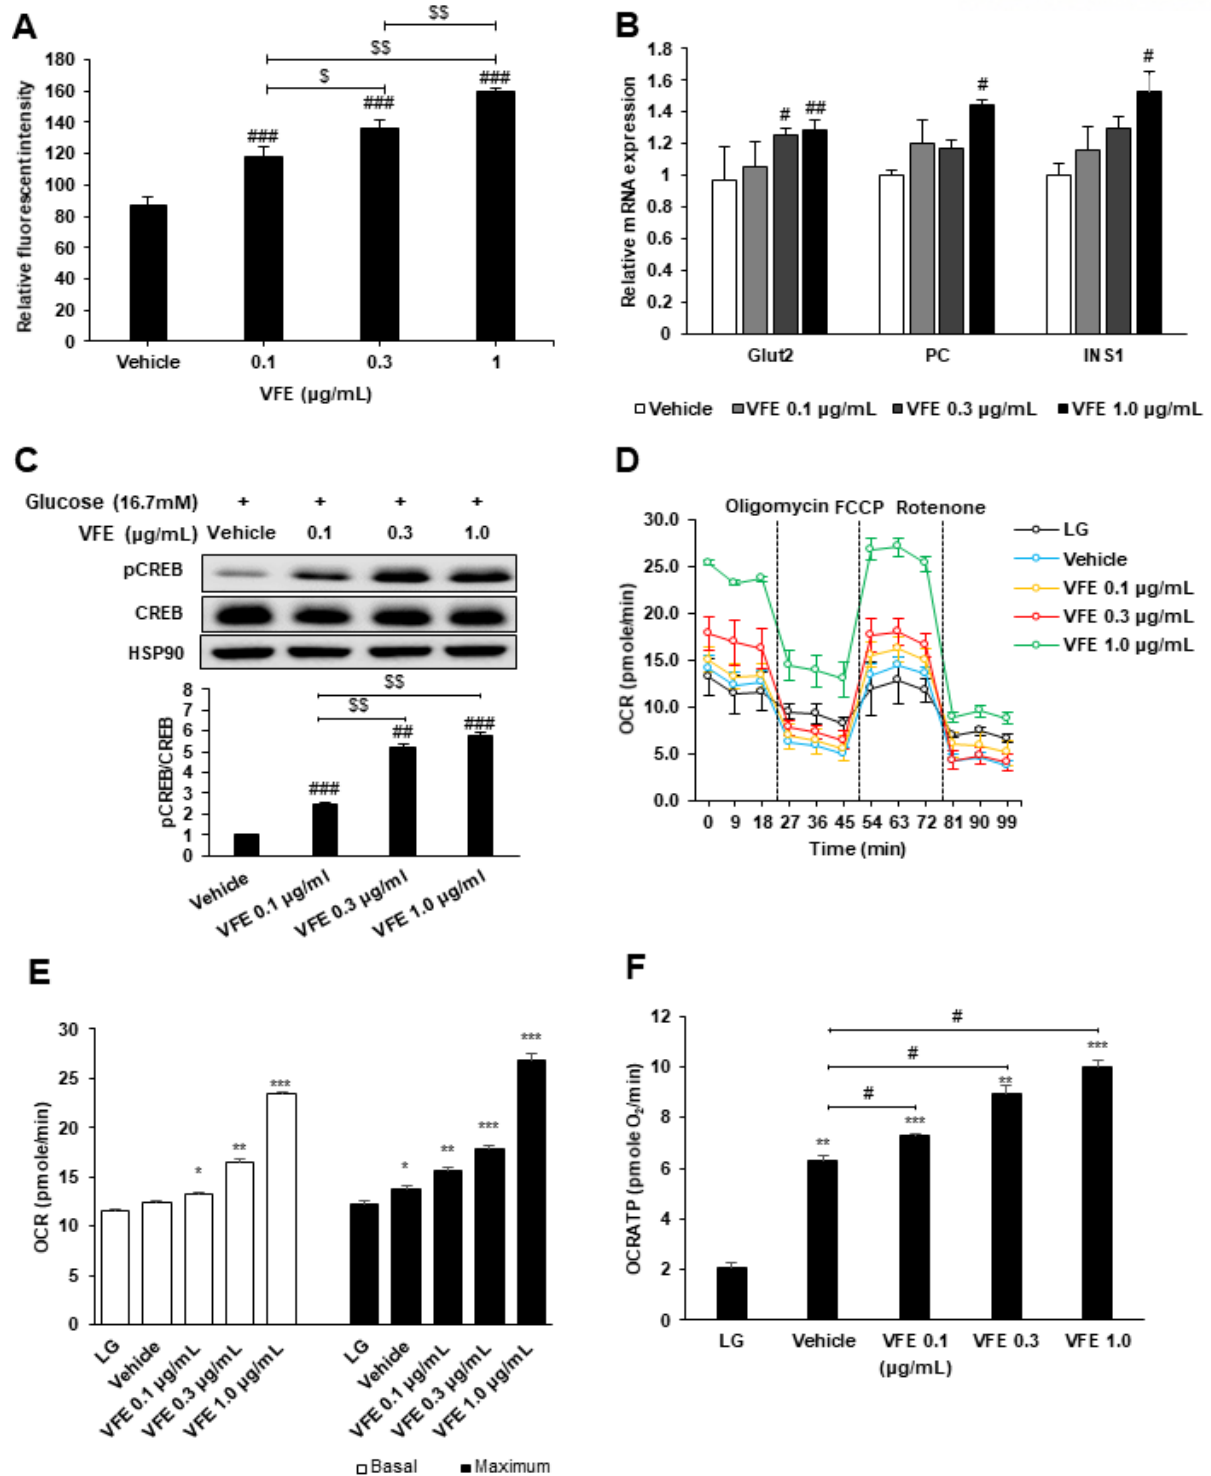 A
$$
$$
$
###
###
###
180
160
140
120
100
80
60
40
20
0
Relative fluorescent intensity
Vehicle 0.1 0.3 1
VFE (µg/mL)
B
1.8
1.6
1.4
1.2
1
0.8
0.6
0.4
0.2
0
Relative mRNA expression
# ## # #
Glut2 PC INS1
Vehicle VFE 0.1 µg/mL VFE 0.3 µg/mL VFE 1.0 µg/mL
C
Glucose (16.7mM) + + + +
VFE (µg/mL) Vehicle 0.1 0.3 1.0
pCREB
CREB
HSP90
$$
$$
### ## ###
8
7
6
5
4
3
2
1
0
pCREB/CREB
Vehicle
VFE 0.1 µg/ml
VFE 0.3 µg/ml
VFE 1.0 µg/ml
D
Oligomycin FCCP Rotenone
30.0
25.0
20.0
15.0
10.0
5.0
0.0
OCR (pmole/min)
0 9 18 27 36 45 54 63 72 81 90 99
Time (min)
LG
Vehicle
VFE 0.1 µg/mL
VFE 0.3 µg/mL
VFE 1.0 µg/mL
E
30
25
20
15
10
5
0
OCR (pmole/min)
* ** *** * ** *** ***
LG
Vehicle
VFE 0.1 µg/mL
VFE 0.3 µg/mL
VFE 1.0 µg/mL
LG
Vehicle
VFE 0.1 µg/mL
VFE 0.3 µg/mL
VFE 1.0 µg/mL
Basal Maximum
F
12
10
8
6
4
2
0
OCRATP (pmole O₂/min)
#
#
#
** *** ** ***
LG Vehicle VFE 0.1 VFE 0.3 VFE 1.0
(µg/mL)